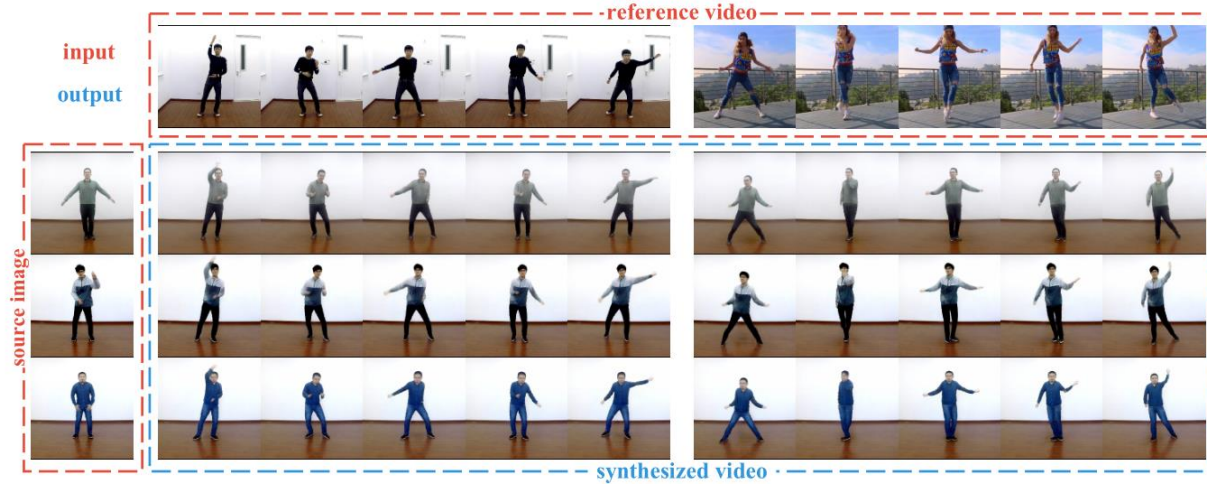 reference video
input
output
source image
synthesized video